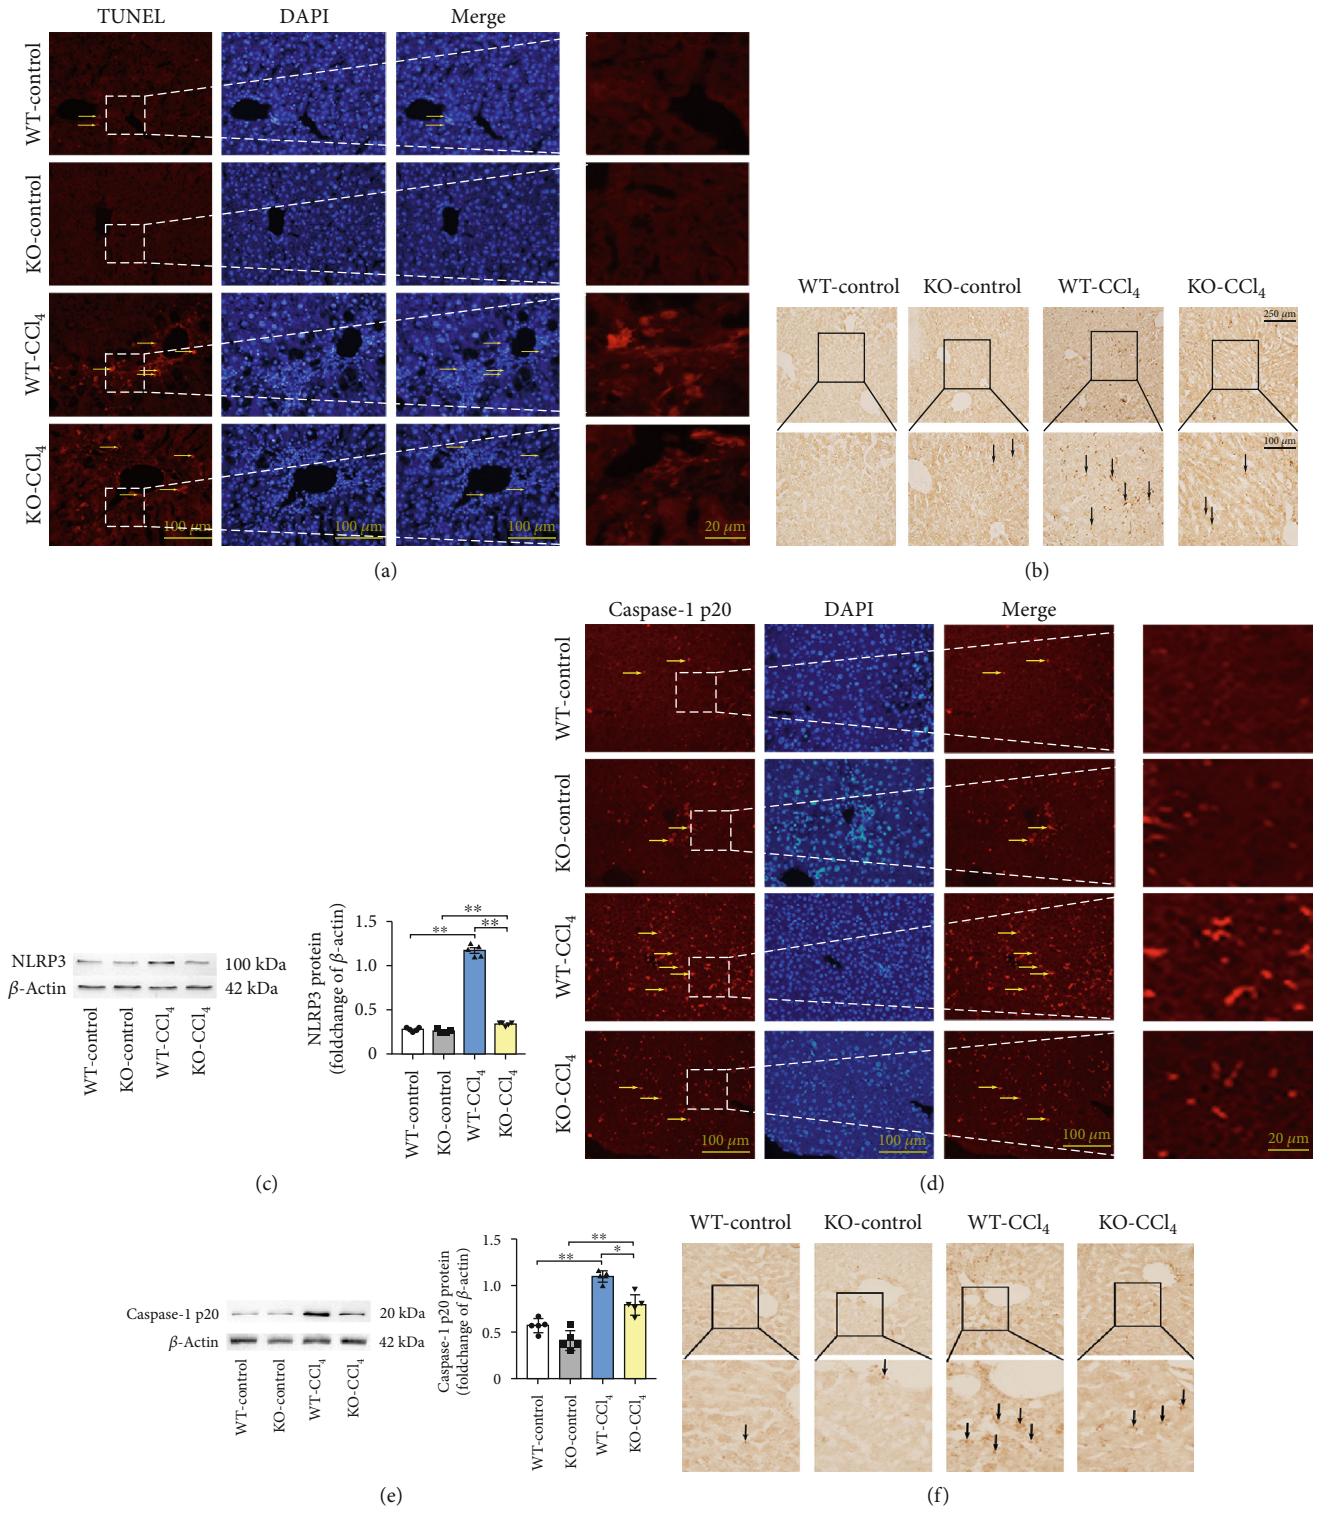 TUNEL DAPI Merge
WT-control
KO-control
WT-CCl4
KO-CCl4
100 µm 100 µm 100 µm 20 µm
(a)
WT-control KO-control WT-CCl4 KO-CCl4
250 µm
100 µm
(b)
NLRP3 100 kDa
β-Actin 42 kDa
WT-control KO-control WT-CCl4 KO-CCl4
NLRP3 protein
(foldchange of β-actin)
1.5
1.0
0.5
0
** ** **
WT-control KO-control WT-CCl4 KO-CCl4
(c)
Caspase-1 p20 DAPI Merge
WT-control
KO-control
WT-CCl4
KO-CCl4
100 µm 100 µm 100 µm 20 µm
(d)
Caspase-1 p20 20 kDa
β-Actin 42 kDa
WT-control KO-control WT-CCl4 KO-CCl4
Caspase-1 p20 protein
(foldchange of β-actin)
1.5
1.0
0.5
0
** ** *
WT-control KO-control WT-CCl4 KO-CCl4
(e)
WT-control KO-control WT-CCl4 KO-CCl4
(f)